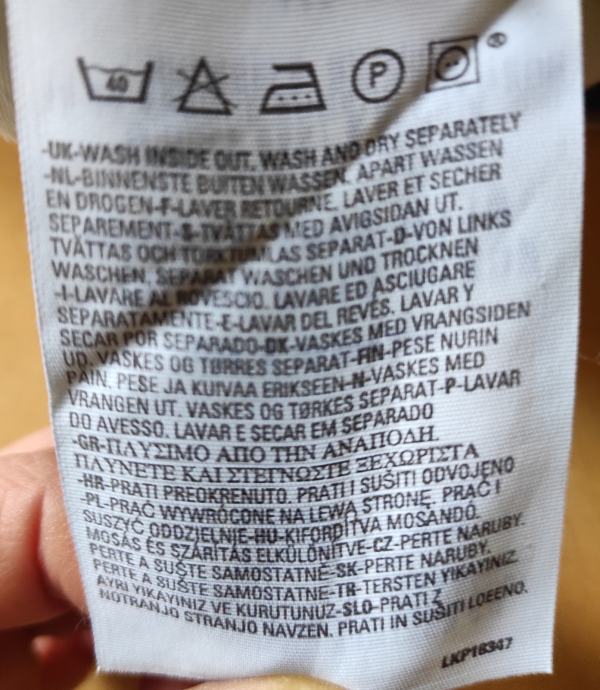 40 P ®
-UK-WASH INSIDE OUT. WASH AND DRY SEPARATELY
-NL-BINNENSTE BUITEN WASSEN. APART WASSEN
EN DROGEN-F-LAVER RETOURNE. LAVER ET SECHER
SEPAREMENT-S-TVÄTTAS MED AVIGSIDAN UT.
TVÄTTAS OCH TORKTUMLAS SEPARAT-D-VON LINKS
WASCHEN. SEPARAT WASCHEN UND TROCKNEN
-I-LAVARE AL ROVESCIO. LAVARE ED ASCIUGARE
SEPARATAMENTE-E-LAVAR DEL REVÉS. LAVAR Y
SECAR POR SEPARADO-DK-VASKES MED VRANGSIDEN
UD. VASKES OG TØRRES SEPARAT-FIN-PESE NURIN
PÄIN. PESE JA KUIVAA ERIKSEEN-N-VASKES MED
VRANGEN UT. VASKES OG TØRKES SEPARAT-P-LAVAR
DO AVESSO. LAVAR E SECAR EM SEPARADO
-GR-ΠΛΥΣΙΜΟ ΑΠΟ ΤΗΝ ΑΝΑΠΟΔΗ.
ΠΛΥΝΕΤΕ ΚΑΙ ΣΤΕΓΝΩΣΤΕ ΞΕΧΩΡΙΣΤΑ
-HR-PRATI PREOKRENUTO. PRATI I SUŠITI ODVOJENO
-PL-PRAĆ WYWRÓCONE NA LEWĄ STRONĘ. PRAĆ I
SUSZYĆ ODDZIELNIE-HU-KIFORDÍTVA MOSANDÓ.
MOSÁS ÉS SZÁRÍTÁS ELKÜLÖNÍTVE-CZ-PERTE NARUBY.
PERTE A SUŠTE SAMOSTATNĚ-SK-PERTE NARUBY.
PERTE A SUŠTE SAMOSTATNE-TR-TERSTEN YIKAYINIZ.
AYRI YIKAYINIZ VE KURUTUNUZ-SLO-PRATI Z
NOTRANJO STRANJO NAVZEN. PRATI IN SUŠITI LOEENO.
LKP18347